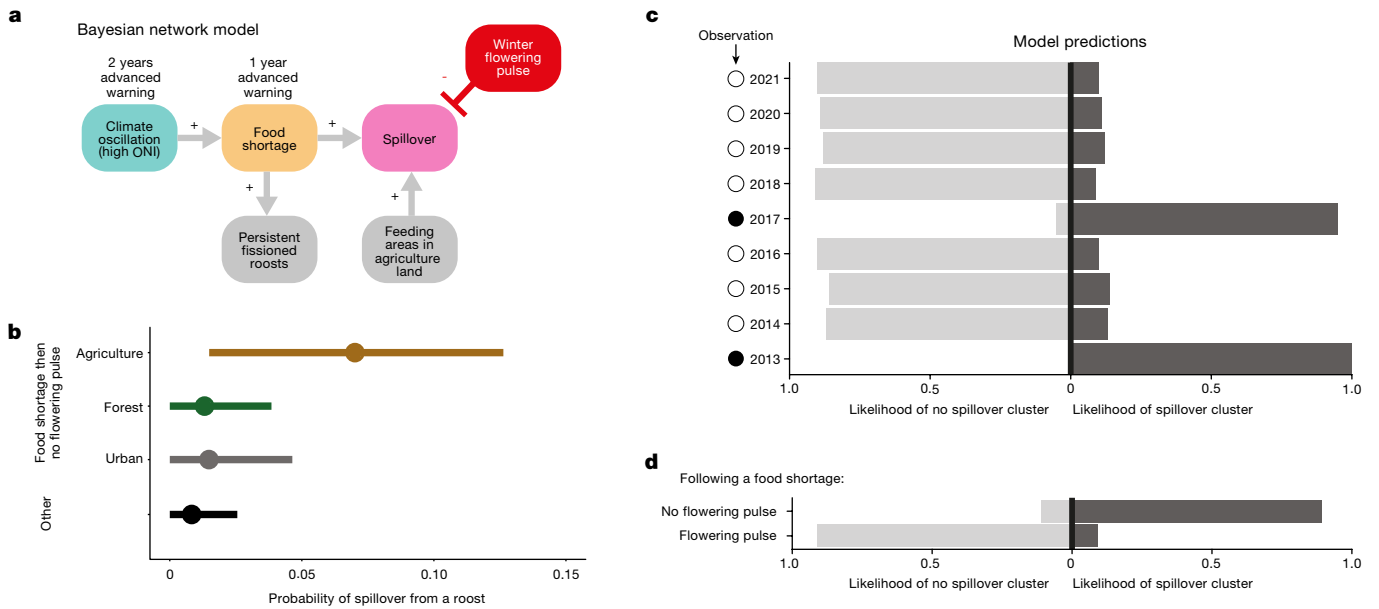 a
Bayesian network model
2 years
advanced
warning
1 year
advanced
warning
Winter
flowering
pulse
-
Climate
oscillation
(high ONI)
+
Food
shortage
+
Spillover
+
+
Persistent
fissioned
roosts
Feeding
areas in
agriculture
land
b
Food shortage then
no flowering pulse
Other
Agriculture
Forest
Urban
0 0.05 0.10 0.15
Probability of spillover from a roost
c
Observation
Model predictions
2021
2020
2019
2018
2017
2016
2015
2014
2013
1.0 0.5 0 0.5 1.0
Likelihood of no spillover cluster Likelihood of spillover cluster
d
Following a food shortage:
No flowering pulse
Flowering pulse
1.0 0.5 0 0.5 1.0
Likelihood of no spillover cluster Likelihood of spillover cluster